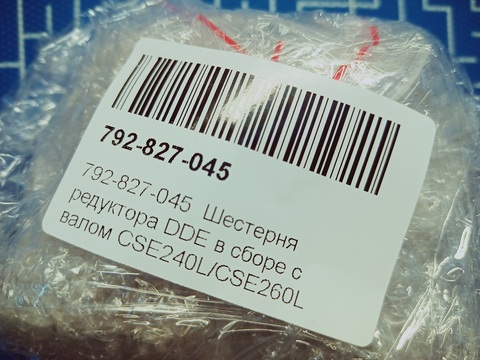 792-827-045
792-827-045 Шестерня
редуктора DDE в сборе с
валом CSE240L/CSE260L